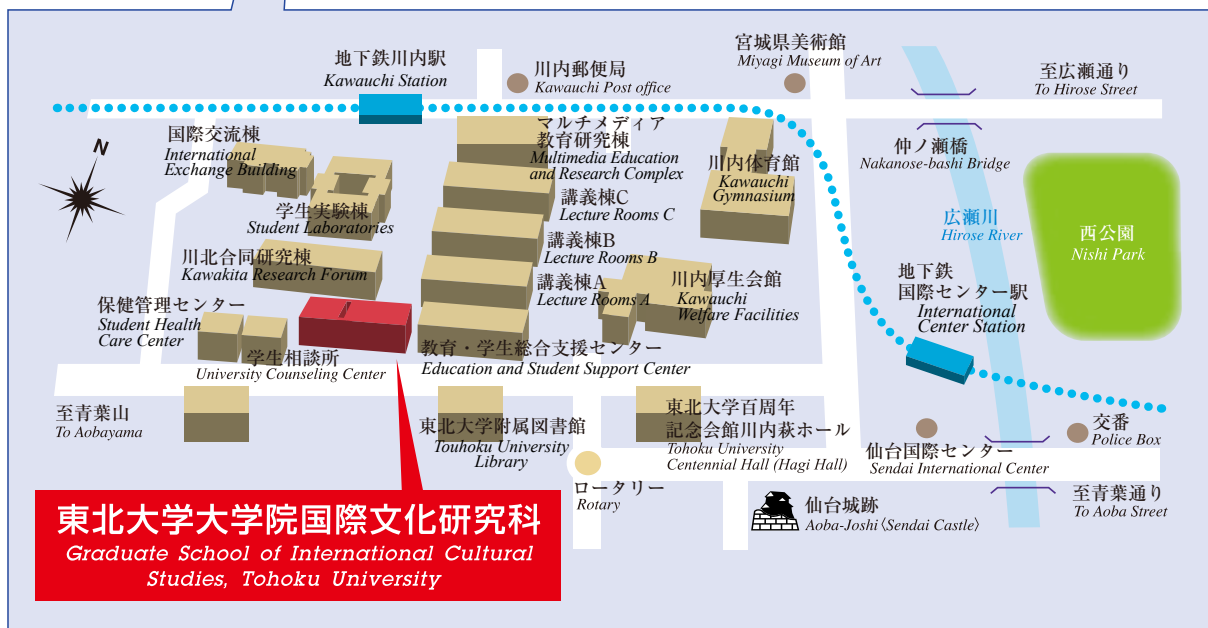 地下鉄川内駅
Kawauchi Station
川内郵便局
Kawauchi Post office
宮城県美術館
Miyagi Museum of Art
至広瀬通り
To Hirose Street
N
国際交流棟
International
Exchange Building
マルチメディア
教育研究棟
Multimedia Education
and Research Complex
川内体育館
Kawauchi
Gymnasium
仲ノ瀬橋
Nakanose-bashi Bridge
学生実験棟
Student Laboratories
講義棟C
Lecture Rooms C
広瀬川
Hirose River
西公園
Nishi Park
川北合同研究棟
Kawakita Research Forum
講義棟B
Lecture Rooms B
講義棟A
Lecture Rooms A
川内厚生会館
Kawauchi
Welfare Facilities
地下鉄
国際センター駅
International
Center Station
保健管理センター
Student Health
Care Center
学生相談所
University Counseling Center
教育・学生総合支援センター
Education and Student Support Center
至青葉山
To Aobayama
東北大学附属図書館
Touhoku University
Library
東北大学百周年
記念会館川内萩ホール
Tohoku University
Centennial Hall (Hagi Hall)
仙台国際センター
Sendai International Center
交番
Police Box
ロータリー
Rotary
仙台城跡
Aoba-Joshi〈Sendai Castle〉
至青葉通り
To Aoba Street
東北大学大学院国際文化研究科
Graduate School of International Cultural
Studies, Tohoku University